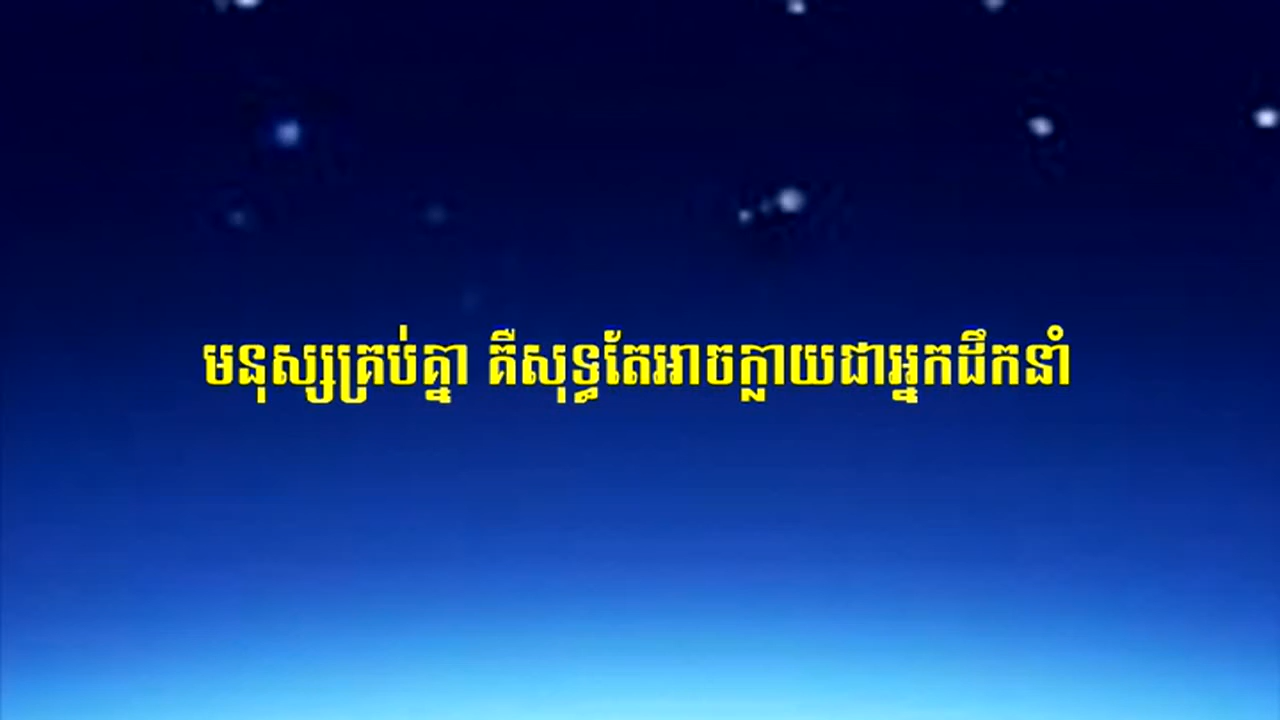 មនុស្សគ្រប់គ្នា គឺសុទ្ធតែអាចក្លាយជាអ្នកដឹកនាំ